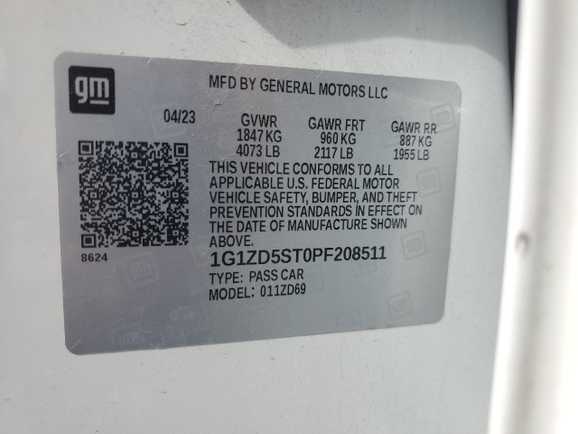 gm
MFD BY GENERAL MOTORS LLC
04/23 GVWR GAWR FRT GAWR RR
1847 KG 960 KG 887 KG
4073 LB 2117 LB 1955 LB
THIS VEHICLE CONFORMS TO ALL
APPLICABLE U.S. FEDERAL MOTOR
VEHICLE SAFETY, BUMPER, AND THEFT
PREVENTION STANDARDS IN EFFECT ON
THE DATE OF MANUFACTURE SHOWN
ABOVE.
8624 1G1ZD5ST0PF208511
TYPE: PASS CAR
MODEL: 011ZD69